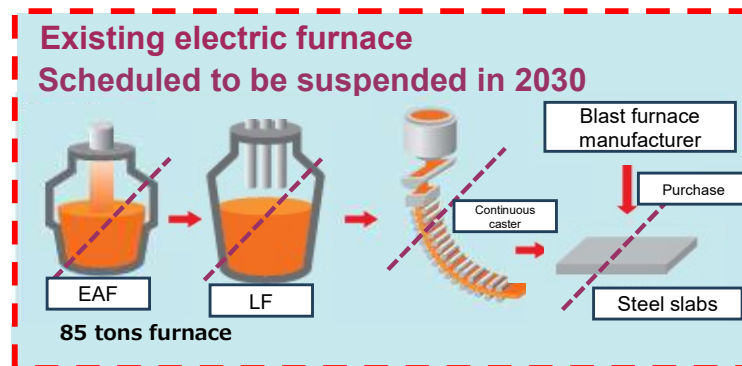 Existing electric furnace
Scheduled to be suspended in 2030
Blast furnace
manufacturer
Purchase
Continuous
caster
EAF
LF
Steel slabs
85 tons furnace